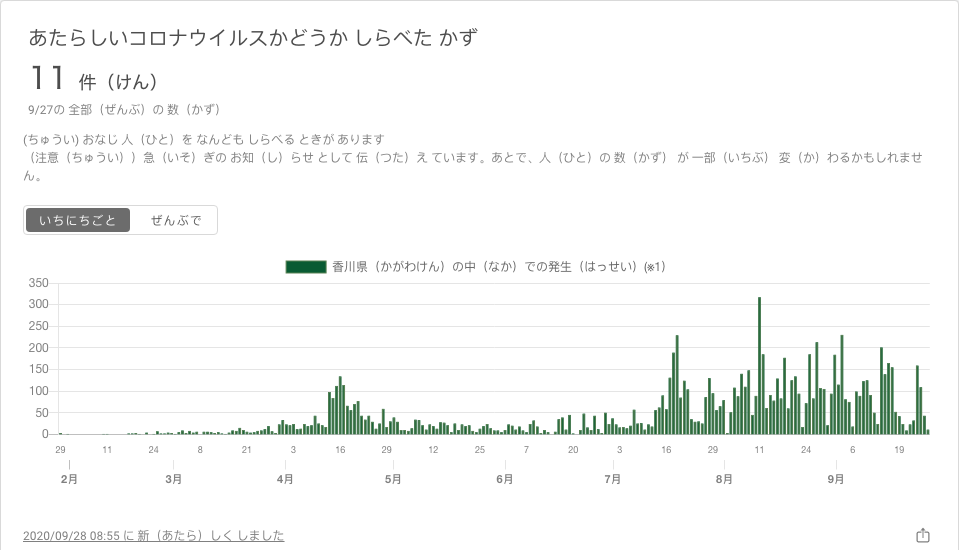 あたらしいコロナウイルスかどうか しらべた かず
11 件（けん）
9/27の 全部（ぜんぶ）の 数（かず）
(ちゅうい) おなじ 人（ひと）を なんども しらべる ときが あります
（注意（ちゅうい））急（いそ）ぎの お知（し）らせ として 伝（つた）え ています。あとで、人（ひと）の 数（かず） が 一部（いちぶ） 変（か）わるかもしれませ
ん。
いちにちごと ぜんぶで
香川県（かがわけん）の中（なか）での発生（はっせい）(※1)
350
300
250
200
150
100
50
0
29 11 24 8 21 3 16 29 12 25 7 20 3 16 29 11 24 6 19
2月 3月 4月 5月 6月 7月 8月 9月
2020/09/28 08:55 に 新（あたら）しく しました